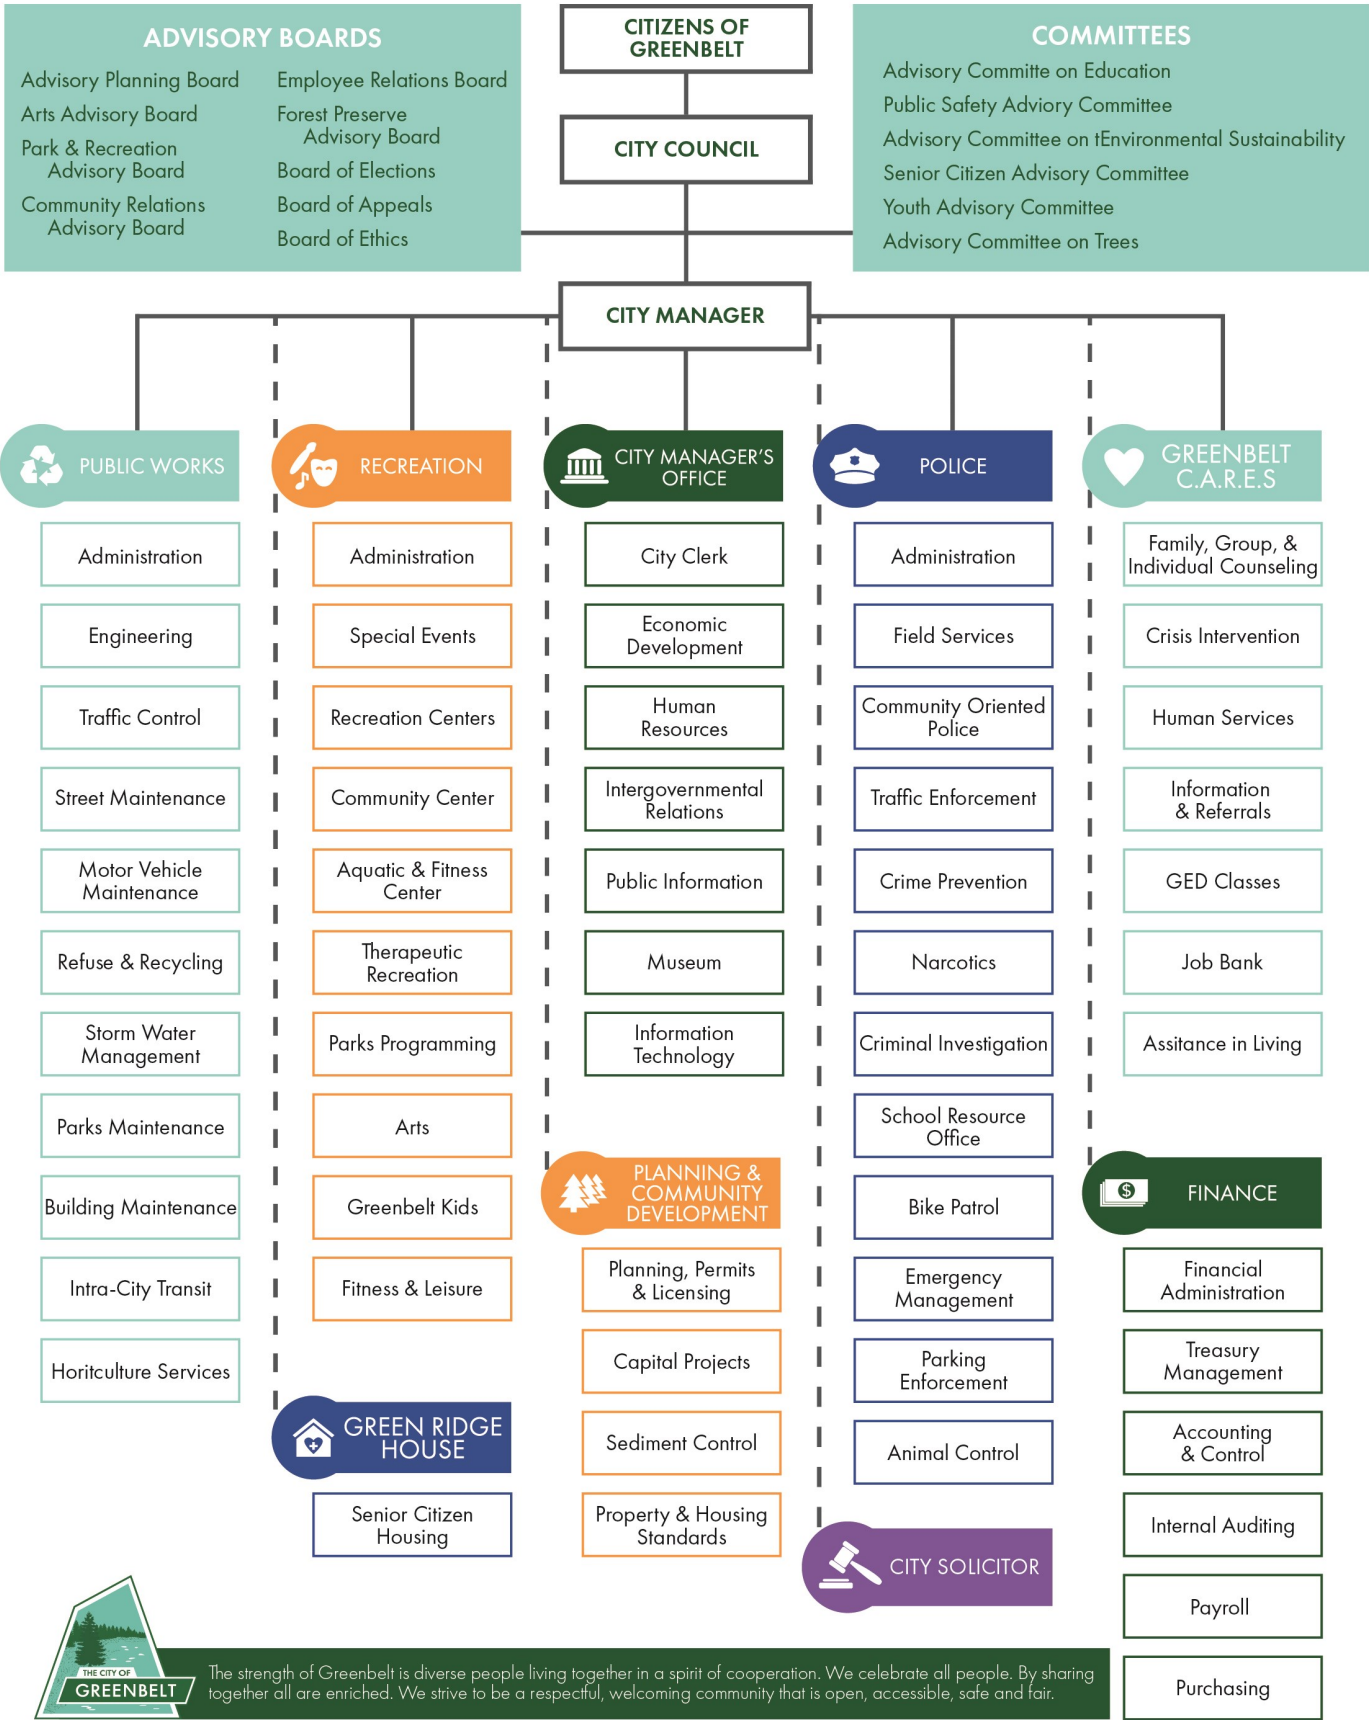 ADVISORY BOARDS
Advisory Planning Board
Arts Advisory Board
Park & Recreation
Advisory Board
Community Relations
Advisory Board
Employee Relations Board
Forest Preserve
Advisory Board
Board of Elections
Board of Appeals
Board of Ethics
CITIZENS OF
GREENBELT
CITY COUNCIL
COMMITTEES
Advisory Committe on Education
Public Safety Adviory Committee
Advisory Committee on tEnvironmental Sustainability
Senior Citizen Advisory Committee
Youth Advisory Committee
Advisory Committee on Trees
CITY MANAGER
PUBLIC WORKS
Administration
Engineering
Traffic Control
Street Maintenance
Motor Vehicle
Maintenance
Refuse & Recycling
Storm Water
Management
Parks Maintenance
Building Maintenance
Intra-City Transit
Horitculture Services
RECREATION
Administration
Special Events
Recreation Centers
Community Center
Aquatic & Fitness
Center
Therapeutic
Recreation
Parks Programming
Arts
Greenbelt Kids
Fitness & Leisure
GREEN RIDGE
HOUSE
Senior Citizen
Housing
CITY MANAGER'S
OFFICE
City Clerk
Economic
Development
Human
Resources
Intergovernmental
Relations
Public Information
Museum
Information
Technology
PLANNING &
COMMUNITY
DEVELOPMENT
Planning, Permits
& Licensing
Capital Projects
Sediment Control
Property & Housing
Standards
POLICE
Administration
Field Services
Community Oriented
Police
Traffic Enforcement
Crime Prevention
Narcotics
Criminal Investigation
School Resource
Office
Bike Patrol
Emergency
Management
Parking
Enforcement
Animal Control
CITY SOLICITOR
GREENBELT
C.A.R.E.S
Family, Group, &
Individual Counseling
Crisis Intervention
Human Services
Information
& Referrals
GED Classes
Job Bank
Assitance in Living
$
FINANCE
Financial
Administration
Treasury
Management
Accounting
& Control
Internal Auditing
Payroll
Purchasing
THE CITY OF
GREENBELT
The strength of Greenbelt is diverse people living together in a spirit of cooperation. We celebrate all people. By sharing
together all are enriched. We strive to be a respectful, welcoming community that is open, accessible, safe and fair.